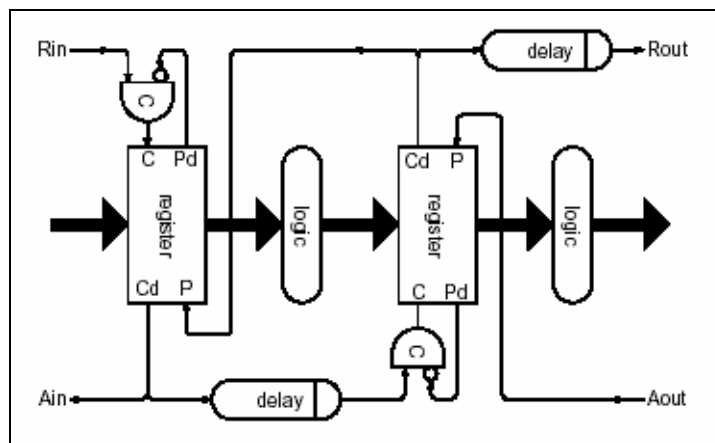 Rin
delay
Rout
C
C
Pd
register
Cd
P
logic
Cd
P
register
C
Pd
logic
C
Ain
delay
Aout